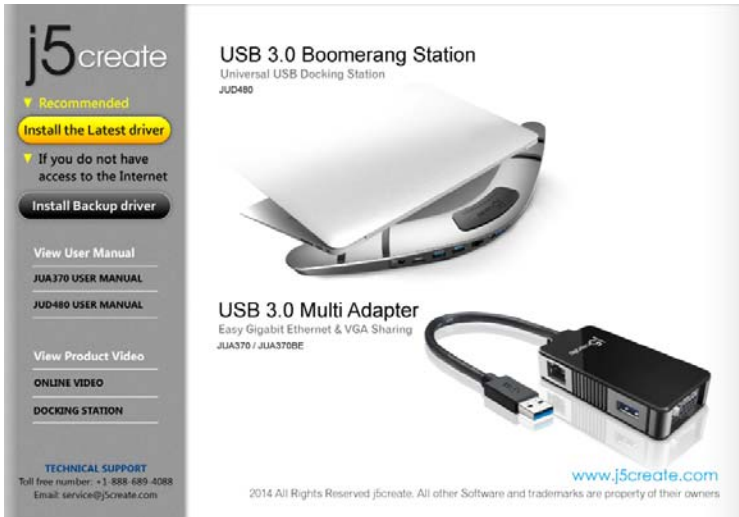 j5create
Recommended
Install the Latest driver
If you do not have
access to the Internet
Install Backup driver
View User Manual
JUA370 USER MANUAL
JUD480 USER MANUAL
View Product Video
ONLINE VIDEO
DOCKING STATION
TECHNICAL SUPPORT
Toll free number: +1-888-689-4088
Email: service@j5create.com
USB 3.0 Boomerang Station
Universal USB Docking Station
JUD480
USB 3.0 Multi Adapter
Easy Gigabit Ethernet & VGA Sharing
JUA370 / JUA370BE
www.j5create.com
2014 All Rights Reserved j5create. All other Software and trademarks are property of their owners